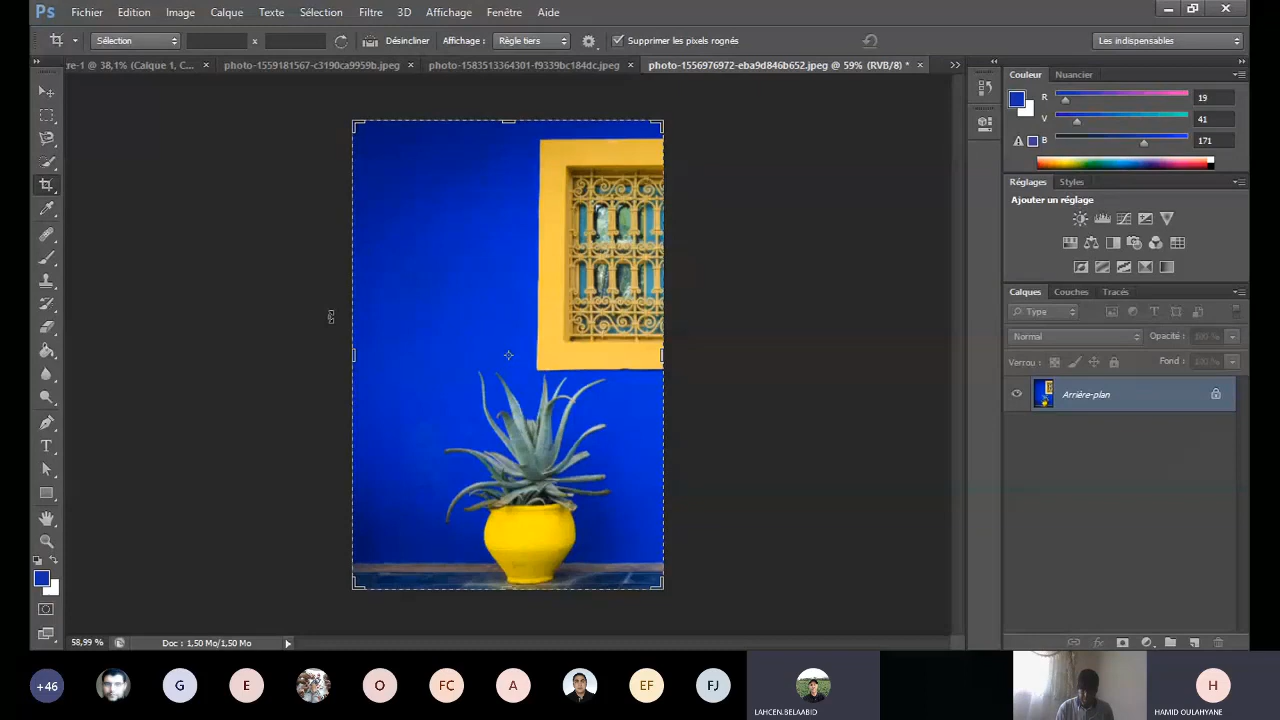 Ps Fichier Edition Image Calque Texte Sélection Filtre 3D Affichage Fenêtre Aide
Sélection x Désincliner Affichage : Règle tiers Supprimer les pixels rognés Les indispensables
re-1 @ 38,1% (Calque 1, C... × photo-1559181567-c3190ca9959b.jpeg × photo-1583513364301-f9339bc184dc.jpeg × photo-1556976972-eba9d846b652.jpeg @ 59% (RVB/8) * ×
Couleur Nuancier
R 19
V 41
B 171
Réglages Styles
Ajouter un réglage
Calques Couches Tracés
Type
Normal Opacité : 100 %
Verrou : Fond : 100 %
Arrière-plan
58,99 % Doc : 1,50 Mo/1,50 Mo
+46 G E O FC A EF FJ H
LAHCEN.BELAABID HAMID OULAHYANE